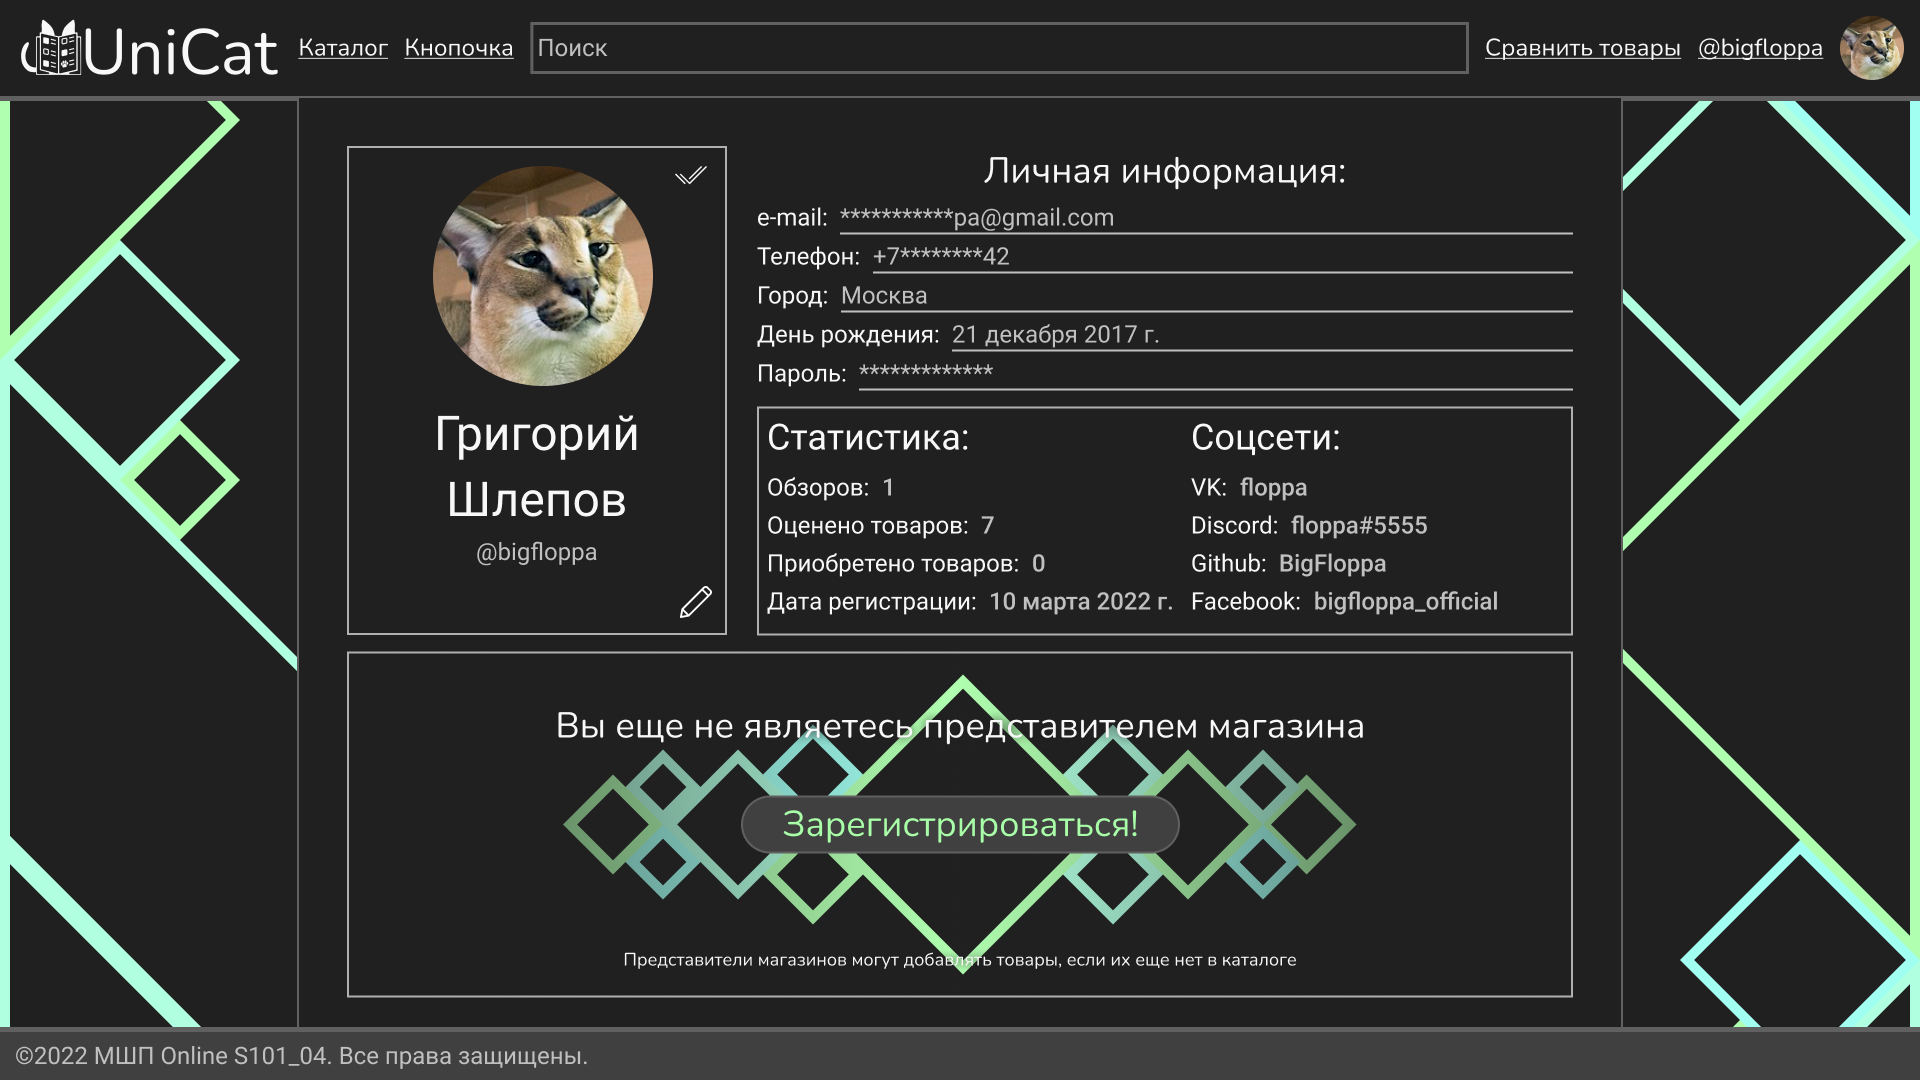 UniCat
Каталог Кнопочка Поиск Сравнить товары @bigfloppa
Григорий
Шлепов
@bigfloppa
Личная информация:
e-mail: ***********pa@gmail.com
Телефон: +7********42
Город: Москва
День рождения: 21 декабря 2017 г.
Пароль: *************
Статистика:
Обзоров: 1
Оценено товаров: 7
Приобретено товаров: 0
Дата регистрации: 10 марта 2022 г.
Соцсети:
VK: floppa
Discord: floppa#5555
Github: BigFloppa
Facebook: bigfloppa_official
Вы еще не являетесь представителем магазина
Зарегистрироваться!
Представители магазинов могут добавлять товары, если их еще нет в каталоге
©2022 МШП Online S101_04. Все права защищены.